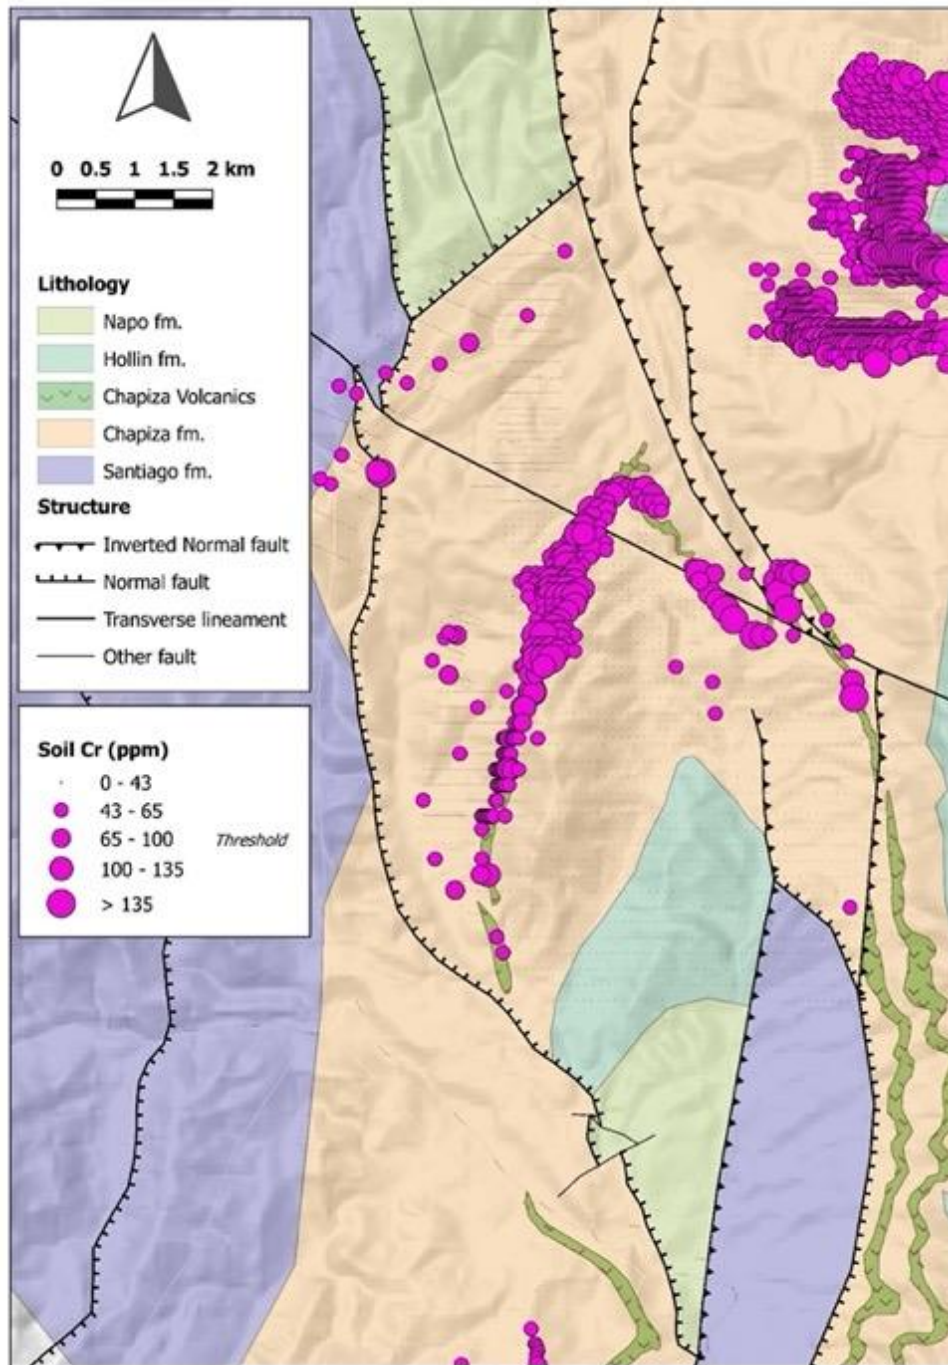 0 0.5 1 1.5 2 km
Lithology
Napo fm.
Hollin fm.
Chapiza Volcanics
Chapiza fm.
Santiago fm.
Structure
Inverted Normal fault
Normal fault
Transverse lineament
Other fault
Soil Cr (ppm)
0 - 43
43 - 65
65 - 100 Threshold
100 - 135
> 135